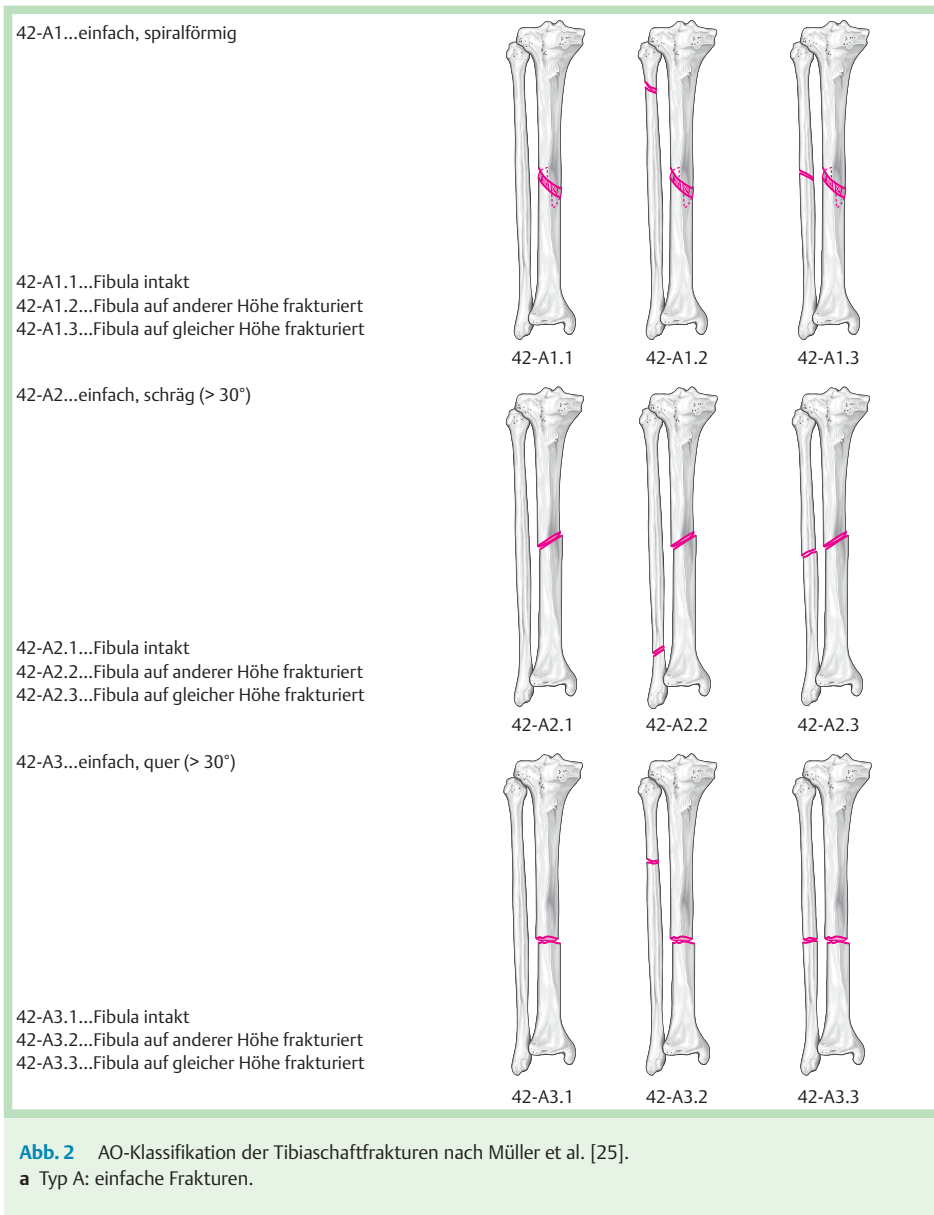 42-A1...einfach, spiralförmig
42-A1.1...Fibula intakt
42-A1.2...Fibula auf anderer Höhe frakturiert
42-A1.3...Fibula auf gleicher Höhe frakturiert
42-A1.1 42-A1.2 42-A1.3
42-A2...einfach, schräg (> 30°)
42-A2.1...Fibula intakt
42-A2.2...Fibula auf anderer Höhe frakturiert
42-A2.3...Fibula auf gleicher Höhe frakturiert
42-A2.1 42-A2.2 42-A2.3
42-A3...einfach, quer (> 30°)
42-A3.1...Fibula intakt
42-A3.2...Fibula auf anderer Höhe frakturiert
42-A3.3...Fibula auf gleicher Höhe frakturiert
42-A3.1 42-A3.2 42-A3.3
Abb. 2 AO-Klassifikation der Tibiaschaftfrakturen nach Müller et al. [25].
a Typ A: einfache Frakturen.